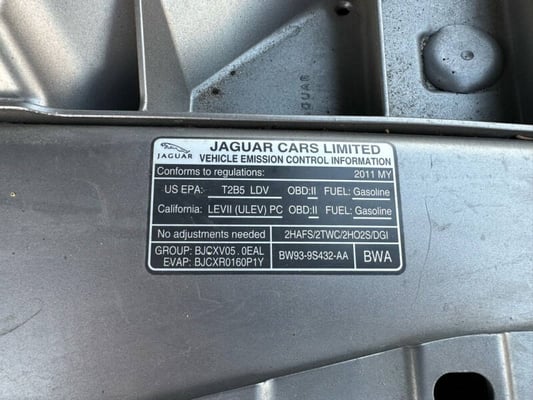 JAGUAR
JAGUAR
JAGUAR CARS LIMITED
VEHICLE EMISSION CONTROL INFORMATION
Conforms to regulations: 2011 MY
US EPA: T2B5 LDV OBD:II FUEL: Gasoline
California: LEVII (ULEV) PC OBD:II FUEL: Gasoline
No adjustments needed 2HAFS/2TWC/2HO2S/DGI
GROUP: BJCXV05.0EAL
EVAP: BJCXR0160P1Y
BW93-9S432-AA
BWA